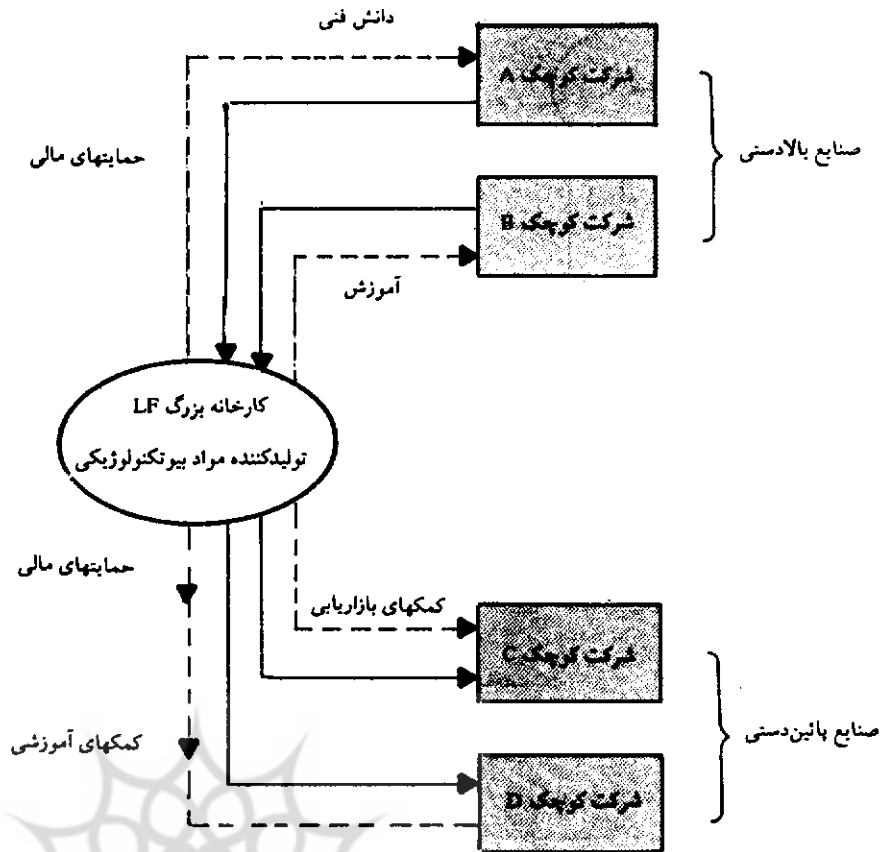 دانش فنی
شرکت کوچک A
حمایتهای مالی
صنایع بالادستی
شرکت کوچک B
آموزش
کارخانه بزرگ LF
تولیدکننده مواد بیوتکنولوژیکی
حمایتهای مالی
کمکهای بازاریابی
شرکت کوچک C
کمکهای آموزشی
صنایع پائین‌دستی
شرکت کوچک D